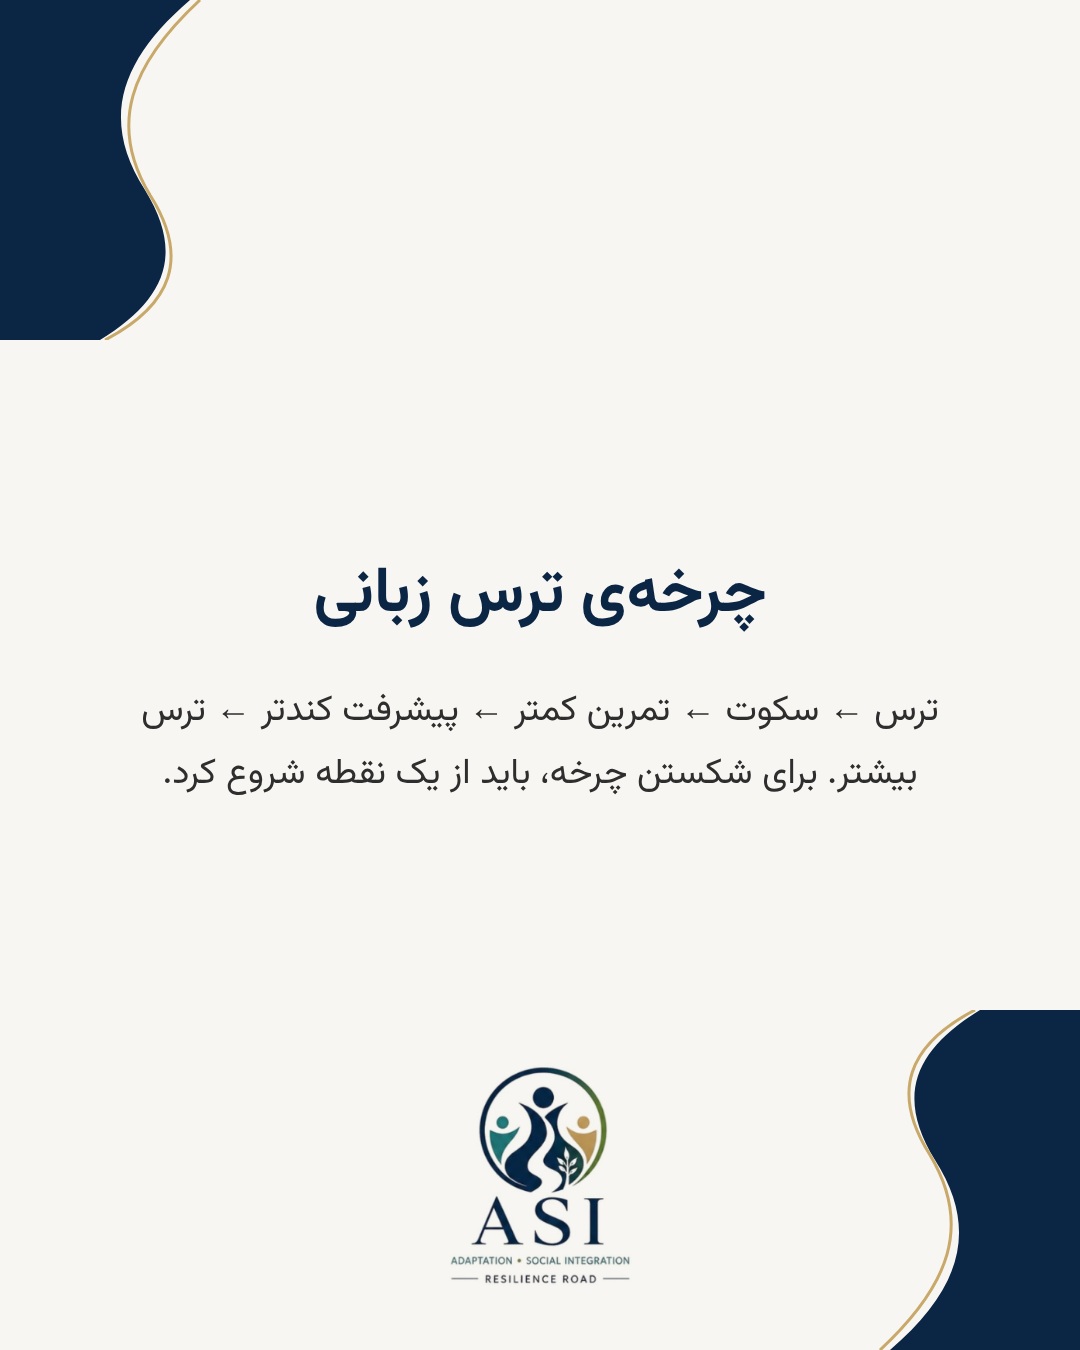 چرخه‌ی ترس زبانی
ترس ← سکوت ← تمرین کمتر ← پیشرفت کندتر ← ترس
بیشتر. برای شکستن چرخه، باید از یک نقطه شروع کرد.
ASI
ADAPTATION • SOCIAL INTEGRATION
RESILIENCE ROAD